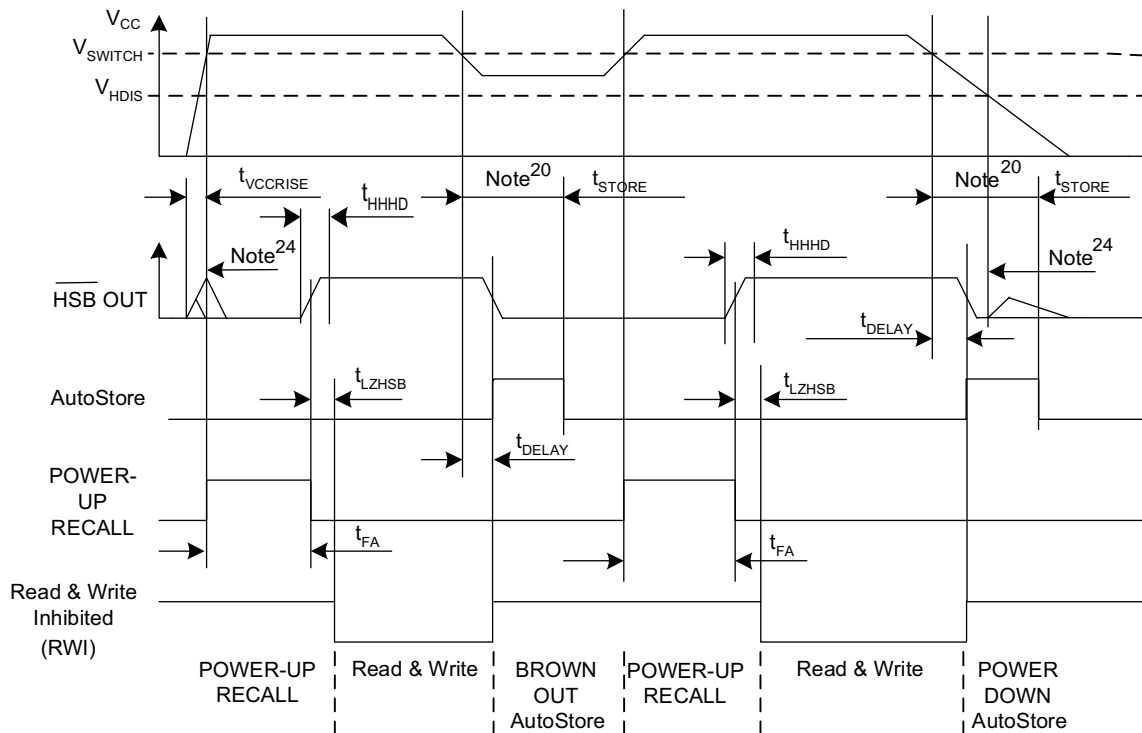 VCC
VSWITCH
VHDIS
tVCCRISE
Note20
tSTORE
Note20
tSTORE
tHHHD
Note24
tHHHD
Note24
HSB OUT
tDELAY
AutoStore
tLZHSB
tLZHSB
tDELAY
POWER-
UP
RECALL
tFA
tFA
Read & Write
Inhibited
(RWI)
POWER-UP
RECALL
Read & Write
BROWN
OUT
AutoStore
POWER-UP
RECALL
Read & Write
POWER
DOWN
AutoStore